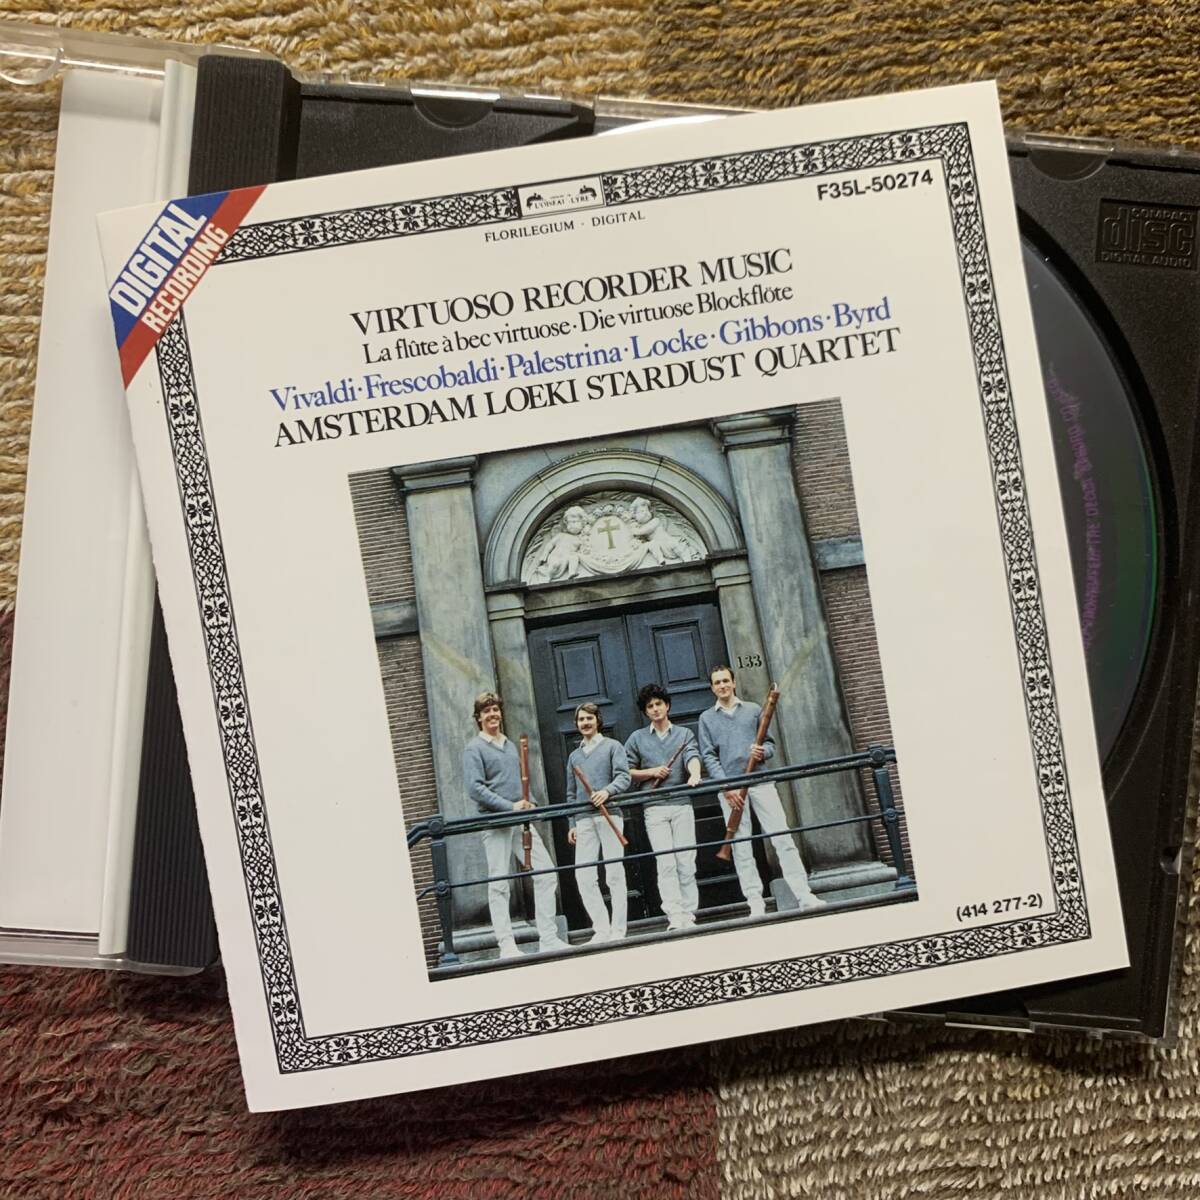 DIGITAL
RECORDING
L'OISEAU-LYRE
F35L-50274
FLORILEGIUM · DIGITAL
VIRTUOSO RECORDER MUSIC
La flûte à bec virtuose · Die virtuose Blockflöte
Vivaldi · Frescobaldi · Palestrina · Locke · Gibbons · Byrd
AMSTERDAM LOEKI STARDUST QUARTET
133
(414 277-2)
COMPACT
disc
DIGITAL AUDIO